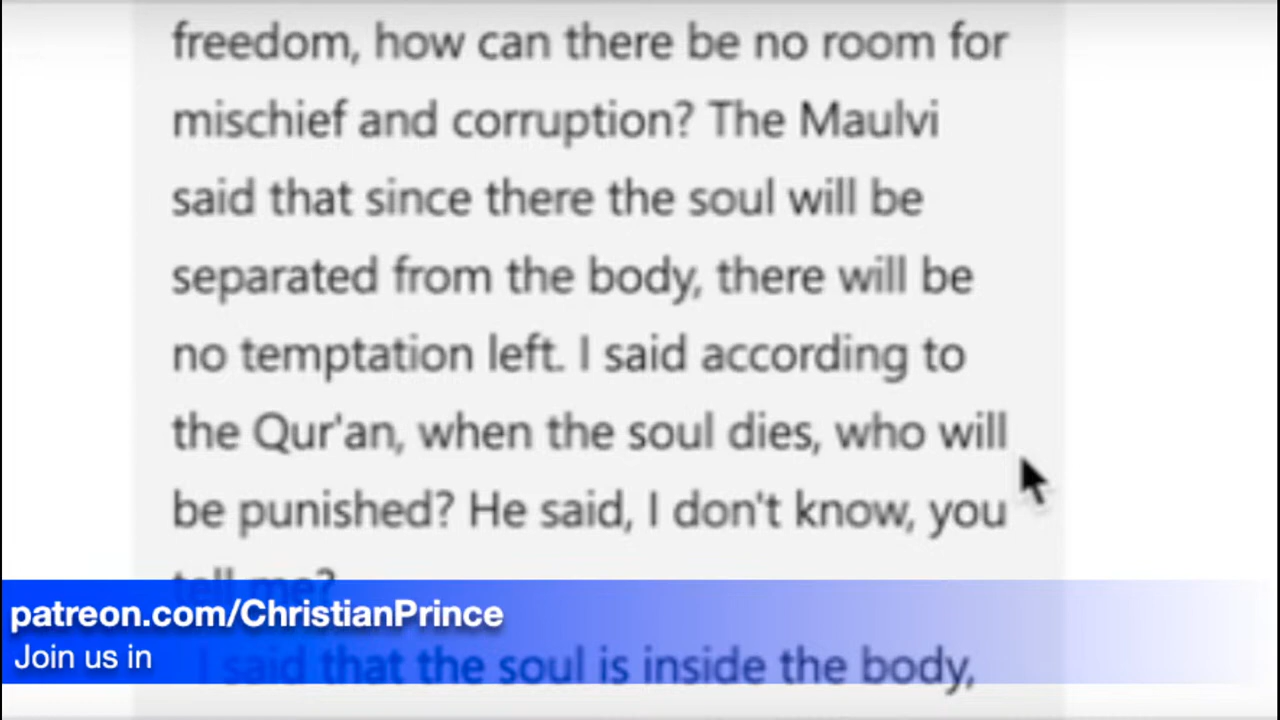 freedom, how can there be no room for
mischief and corruption? The Maulvi
said that since there the soul will be
separated from the body, there will be
no temptation left. I said according to
the Qur'an, when the soul dies, who will
be punished? He said, I don't know, you
tell me?
patreon.com/ChristianPrince
Join us in
I said that the soul is inside the body,